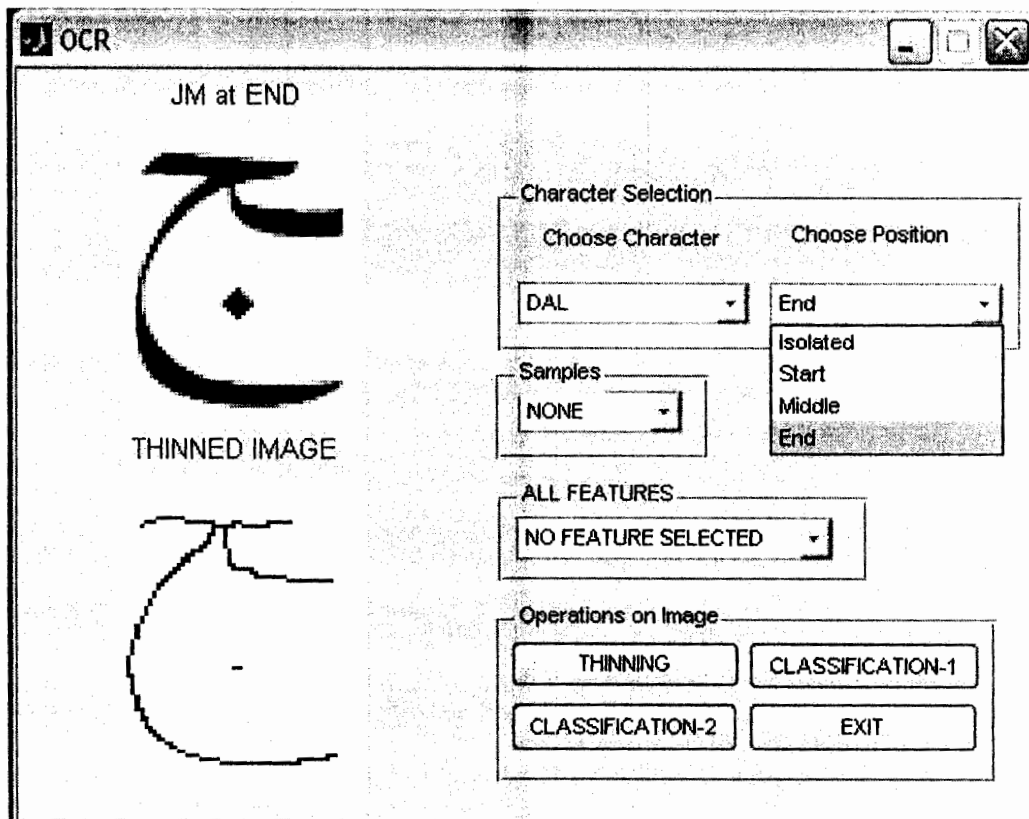 OCR
JM at END
ج
THINNED IMAGE
Character Selection
Choose Character
Choose Position
DAL
End
Isolated
Start
Middle
End
Samples
NONE
ALL FEATURES
NO FEATURE SELECTED
Operations on Image
THINNING
CLASSIFICATION-1
CLASSIFICATION-2
EXIT